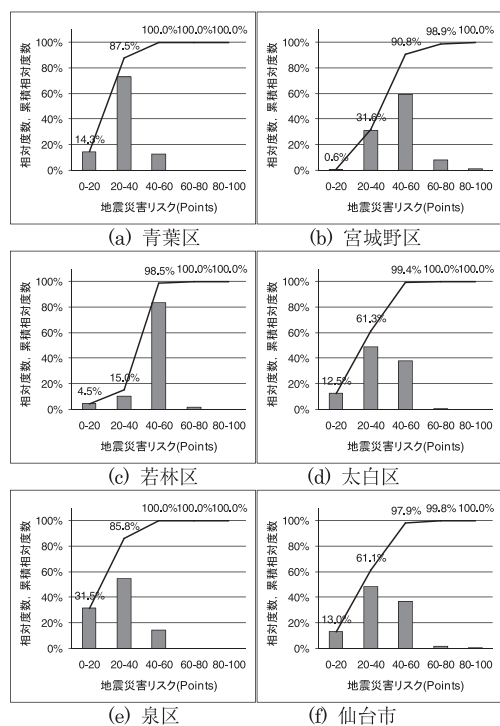 相対度数, 累積相対度数
100%
80%
60%
40%
20%
0%
14.3%
87.5%
100.0% 100.0% 100.0%
0-20 20-40 40-60 60-80 80-100
地震災害リスク(Points)
(a) 青葉区
相対度数, 累積相対度数
100%
80%
60%
40%
20%
0%
0.6%
31.6%
90.8%
98.9%
100.0%
0-20 20-40 40-60 60-80 80-100
地震災害リスク(Points)
(b) 宮城野区
相対度数, 累積相対度数
100%
80%
60%
40%
20%
0%
4.5%
15.0%
98.5% 100.0% 100.0%
0-20 20-40 40-60 60-80 80-100
地震災害リスク(Points)
(c) 若林区
相対度数, 累積相対度数
100%
80%
60%
40%
20%
0%
12.5%
61.3%
99.4% 100.0% 100.0%
0-20 20-40 40-60 60-80 80-100
地震災害リスク(Points)
(d) 太白区
相対度数, 累積相対度数
100%
80%
60%
40%
20%
0%
31.5%
85.8%
100.0% 100.0% 100.0%
0-20 20-40 40-60 60-80 80-100
地震災害リスク(Points)
(e) 泉区
相対度数, 累積相対度数
100%
80%
60%
40%
20%
0%
13.0%
61.1%
97.9% 99.8% 100.0%
0-20 20-40 40-60 60-80 80-100
地震災害リスク(Points)
(f) 仙台市